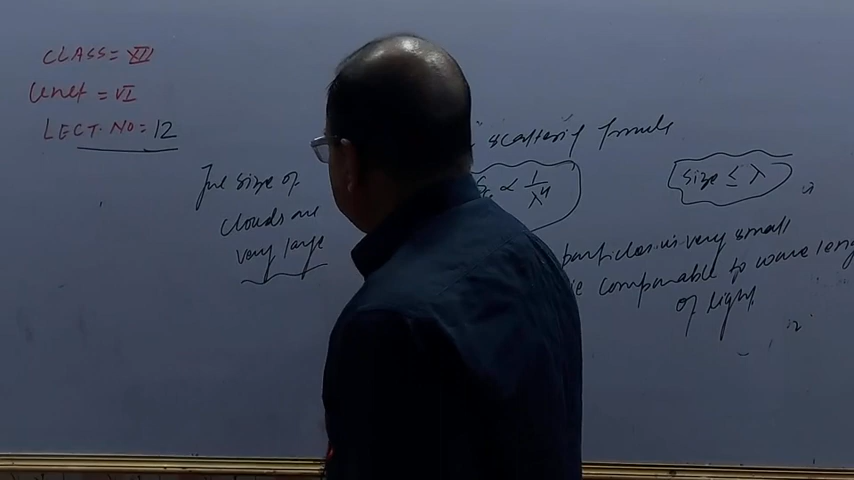 CLASS = XII
Unit = VI
LECT. NO = 12
scattering formula
The size of
clouds are
very large
∝ 1/λ⁴
size ≤ λ
particles is very small
comparable to wave leng
of light